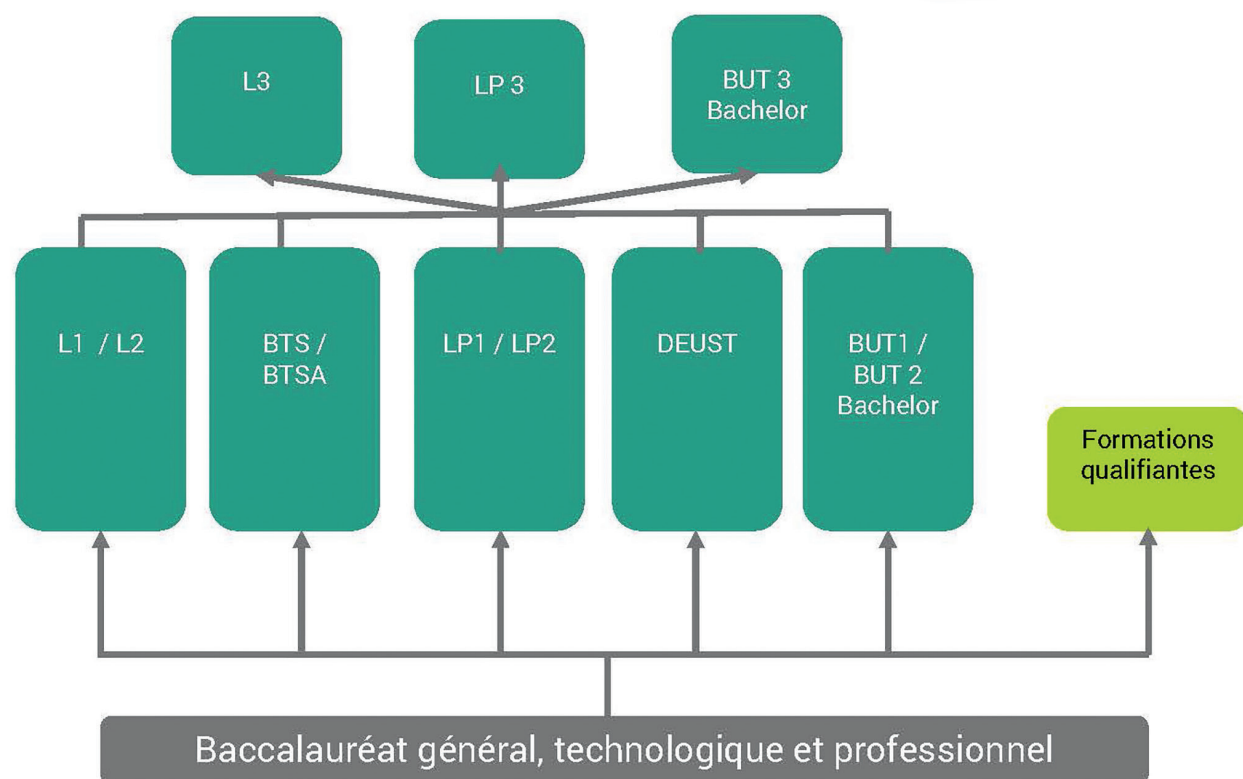 L3
LP 3
BUT 3
Bachelor
L1 / L2
BTS /
BTSA
LP1 / LP2
DEUST
BUT1 /
BUT 2
Bachelor
Formations
qualifiantes
Baccalauréat général, technologique et professionnel